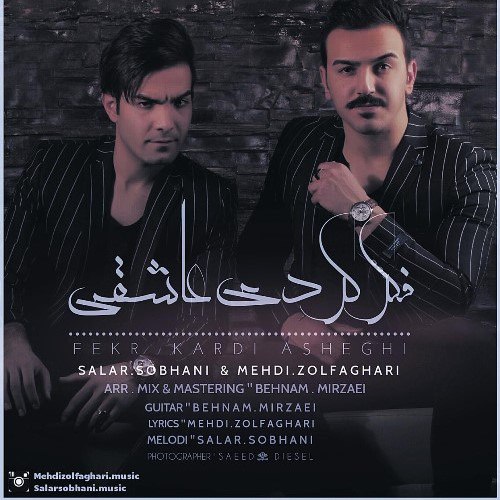 فکر کردی عاشقی
FEKR KARDI ASHEGHI
SALAR.SOBHANI & MEHDI.ZOLFAGHARI
ARR . MIX & MASTERING " BEHNAM . MIRZAEI
GUITAR " BEHNAM.MIRZAEI
LYRICS " MEHDI.ZOLFAGHARI
MELODI " SALAR.SOBHANI
PHOTOGRAPHER " SAEED DIESEL
Mehdizolfaghari.music
Salarsobhani.music